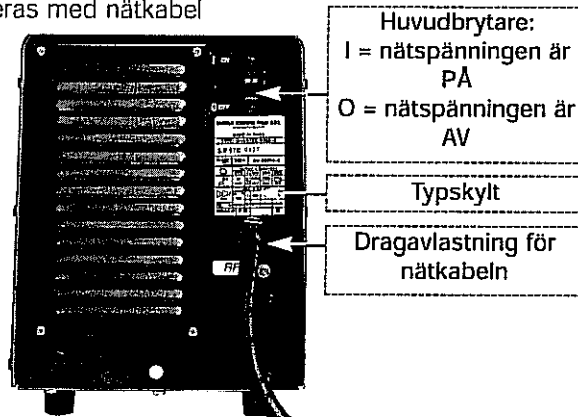 eras med nätkabel
Huvudbrytare:
I = nätspänningen är
PÅ
O = nätspänningen är
AV
Typskylt
Dragavlastning för
nätkabeln
I ON
O OFF